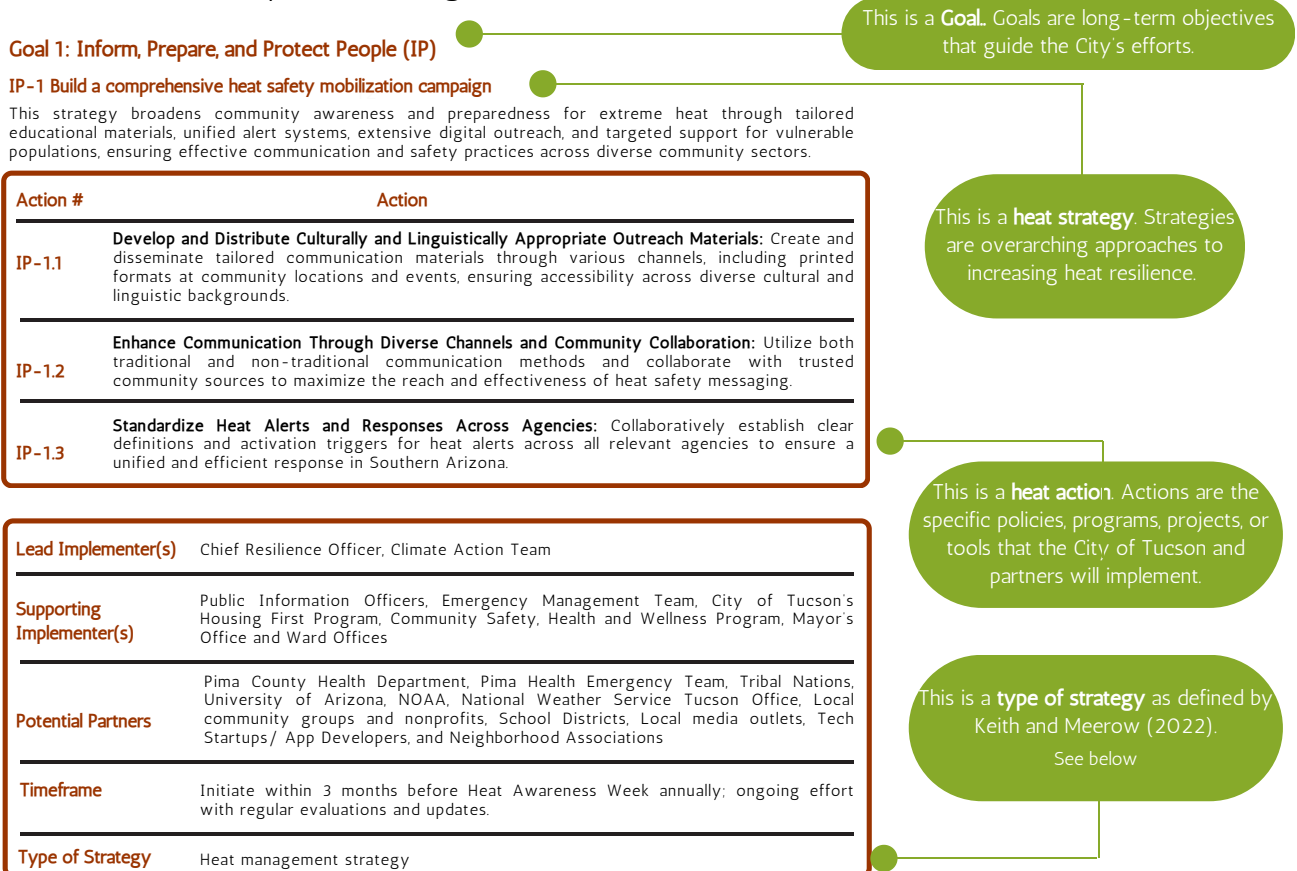 Goal 1: Inform, Prepare, and Protect People (IP)
This is a Goal. Goals are long-term objectives
that guide the City's efforts.
IP-1 Build a comprehensive heat safety mobilization campaign
This strategy broadens community awareness and preparedness for extreme heat through tailored
educational materials, unified alert systems, extensive digital outreach, and targeted support for vulnerable
populations, ensuring effective communication and safety practices across diverse community sectors.
This is a heat strategy. Strategies
are overarching approaches to
increasing heat resilience.
Action #
Action
IP-1.1
Develop and Distribute Culturally and Linguistically Appropriate Outreach Materials: Create and
disseminate tailored communication materials through various channels, including printed
formats at community locations and events, ensuring accessibility across diverse cultural and
linguistic backgrounds.
IP-1.2
Enhance Communication Through Diverse Channels and Community Collaboration: Utilize both
traditional and non-traditional communication methods and collaborate with trusted
community sources to maximize the reach and effectiveness of heat safety messaging.
IP-1.3
Standardize Heat Alerts and Responses Across Agencies: Collaboratively establish clear
definitions and activation triggers for heat alerts across all relevant agencies to ensure a
unified and efficient response in Southern Arizona.
This is a heat action. Actions are the
specific policies, programs, projects, or
tools that the City of Tucson and
partners will implement.
Lead Implementer(s)
Chief Resilience Officer, Climate Action Team
Supporting
Implementer(s)
Public Information Officers, Emergency Management Team, City of Tucson's
Housing First Program, Community Safety, Health and Wellness Program, Mayor's
Office and Ward Offices
Potential Partners
Pima County Health Department, Pima Health Emergency Team, Tribal Nations,
University of Arizona, NOAA, National Weather Service Tucson Office, Local
community groups and nonprofits, School Districts, Local media outlets, Tech
Startups/ App Developers, and Neighborhood Associations
This is a type of strategy as defined by
Keith and Meerow (2022).
See below
Timeframe
Initiate within 3 months before Heat Awareness Week annually; ongoing effort
with regular evaluations and updates.
Type of Strategy
Heat management strategy